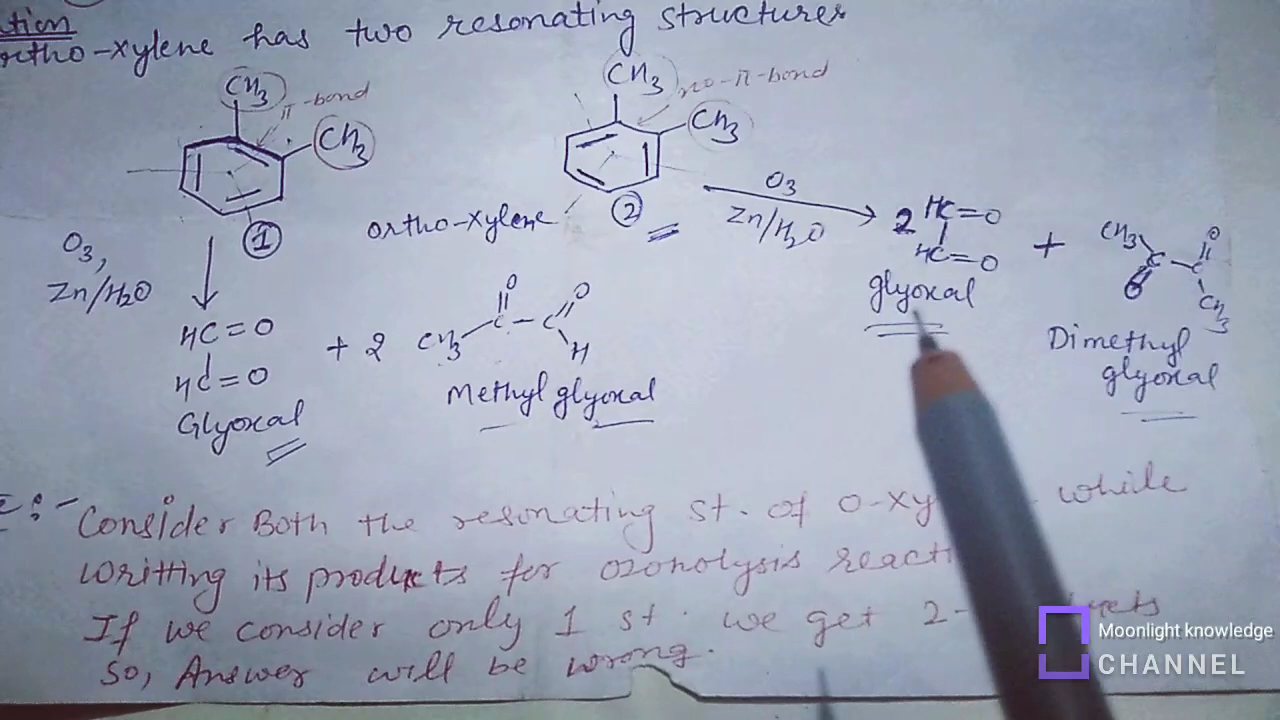 ortho-xylene has two resonating structures
CH3
π-bond
CH3
1
CH3
no-π-bond
CH3
ortho-xylene
2
O3
Zn/H2O
2 HC=O
HC=O
glyoxal
+
CH3
C-C
O
O
CH3
Dimethyl
glyoxal
O3,
Zn/H2O
HC=O
HC=O
Glyoxal
+ 2
CH3
C-C
O
O
H
Methyl glyoxal
Consider Both the resonating st. of while
writting its products for ozonolysis
If we consider only 1 st. we get
So, Answer will be wrong.
Moonlight knowledge
CHANNEL